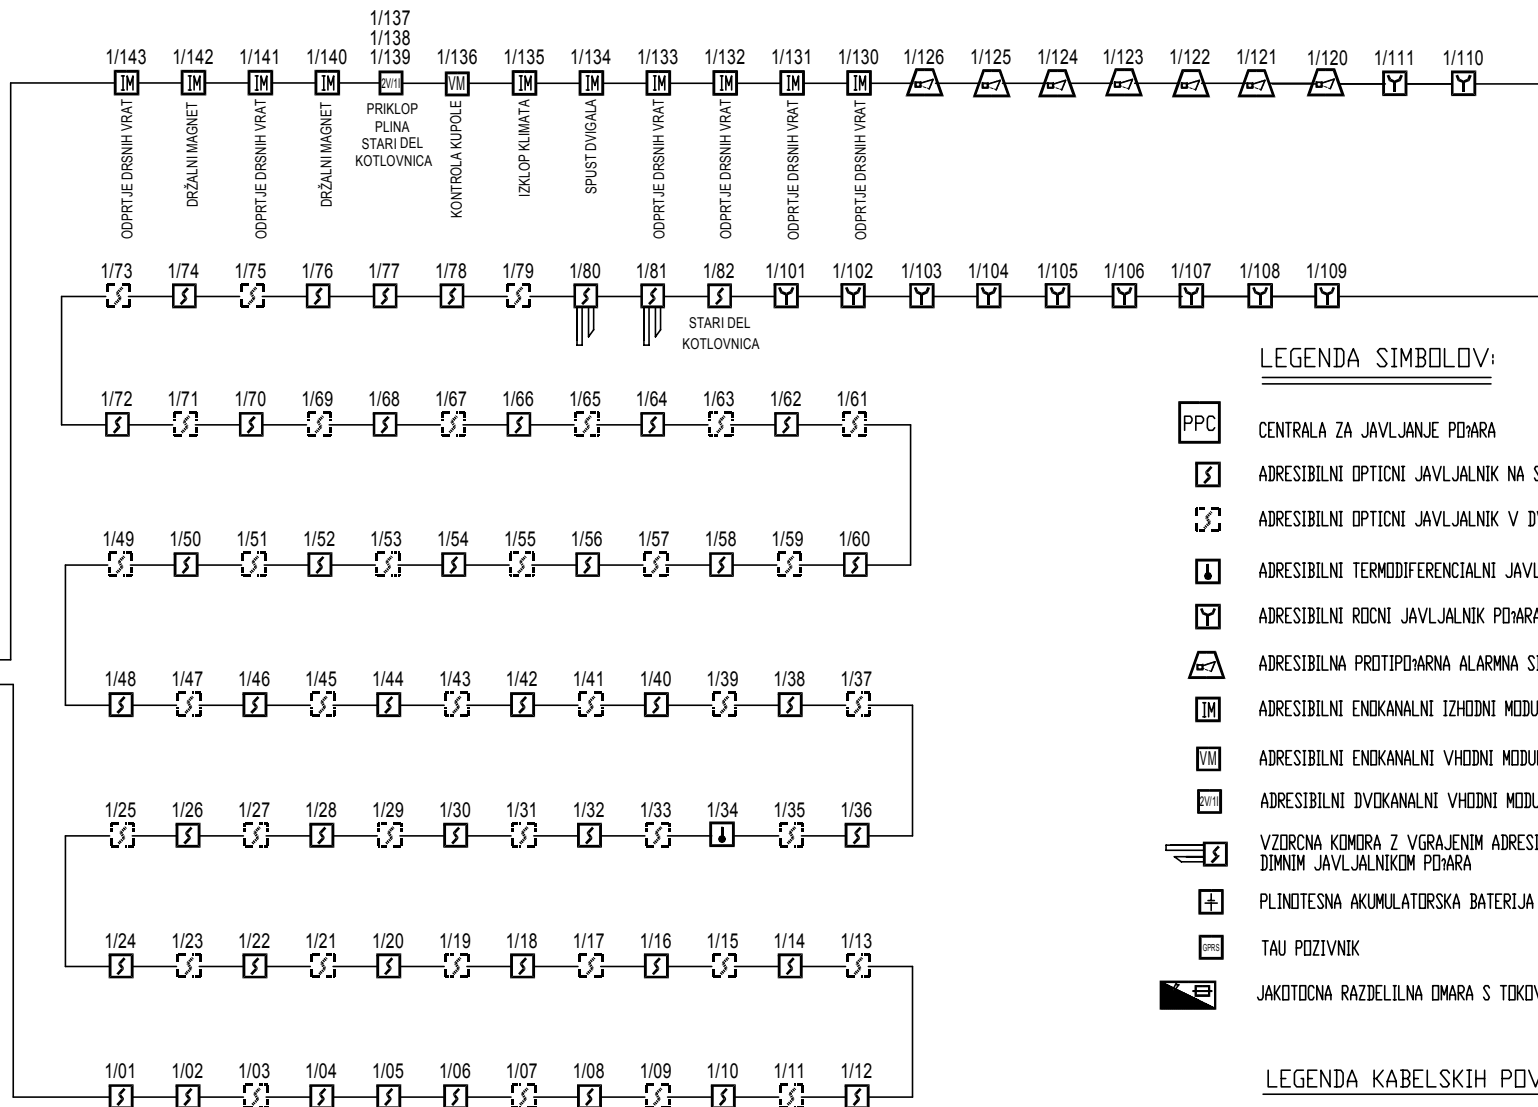 1/137
1/138
1/143 1/142 1/141 1/140 1/139 1/136 1/135 1/134 1/133 1/132 1/131 1/130 1/126 1/125 1/124 1/123 1/122 1/121 1/120 1/111 1/110
IM IM IM IM 2V/1I VM IM IM IM IM IM IM
ODPRTJE DRSNIH VRAT
DRŽALNI MAGNET
ODPRTJE DRSNIH VRAT
DRŽALNI MAGNET
PRIKLOP
PLINA
STARI DEL
KOTLOVNICA
KONTROLA KUPOLE
IZKLOP KLIMATA
SPUST DVIGALA
ODPRTJE DRSNIH VRAT
ODPRTJE DRSNIH VRAT
ODPRTJE DRSNIH VRAT
ODPRTJE DRSNIH VRAT
1/73 1/74 1/75 1/76 1/77 1/78 1/79 1/80 1/81 1/82 1/101 1/102 1/103 1/104 1/105 1/106 1/107 1/108 1/109
STARI DEL
KOTLOVNICA
1/72 1/71 1/70 1/69 1/68 1/67 1/66 1/65 1/64 1/63 1/62 1/61
1/49 1/50 1/51 1/52 1/53 1/54 1/55 1/56 1/57 1/58 1/59 1/60
1/48 1/47 1/46 1/45 1/44 1/43 1/42 1/41 1/40 1/39 1/38 1/37
1/25 1/26 1/27 1/28 1/29 1/30 1/31 1/32 1/33 1/34 1/35 1/36
1/24 1/23 1/22 1/21 1/20 1/19 1/18 1/17 1/16 1/15 1/14 1/13
1/01 1/02 1/03 1/04 1/05 1/06 1/07 1/08 1/09 1/10 1/11 1/12
LEGENDA SIMBOLOV:
PPC CENTRALA ZA JAVLJANJE PO?ARA
ADRESIBILNI OPTICNI JAVLJALNIK NA S
ADRESIBILNI OPTICNI JAVLJALNIK V D
ADRESIBILNI TERMODIFERENCIALNI JAVL
ADRESIBILNI ROCNI JAVLJALNIK PO?ARA
ADRESIBILNA PROTIPO?ARNA ALARMNA SI
IM ADRESIBILNI ENOKANALNI IZHODNI MODU
VM ADRESIBILNI ENOKANALNI VHODNI MODU
2V/1I ADRESIBILNI DVOKANALNI VHODNI MODU
VZORCNA KOMORA Z VGRAJENIM ADRESI
DIMNIM JAVLJALNIKOM PO?ARA
PLINOTESNA AKUMULATORSKA BATERIJA
GPRS TAU POZIVNIK
JAKOTOCNA RAZDELILNA OMARA S TOKOV
LEGENDA KABELSKIH POV